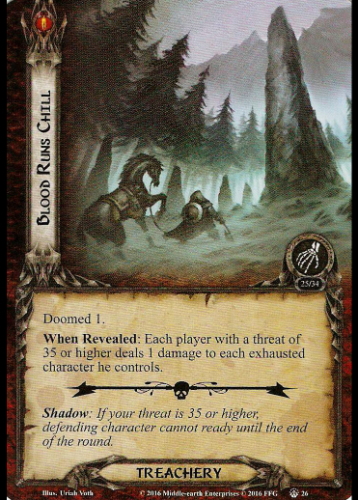 BLOOD RUNS CHILL
25/34
Doomed 1.
When Revealed: Each player with a threat of
35 or higher deals 1 damage to each exhausted
character he controls.
Shadow: If your threat is 35 or higher,
defending character cannot ready until the end
of the round.
TREACHERY
Illus. Uriah Voth
© 2016 Middle-earth Enterprises © 2016 FFG
26